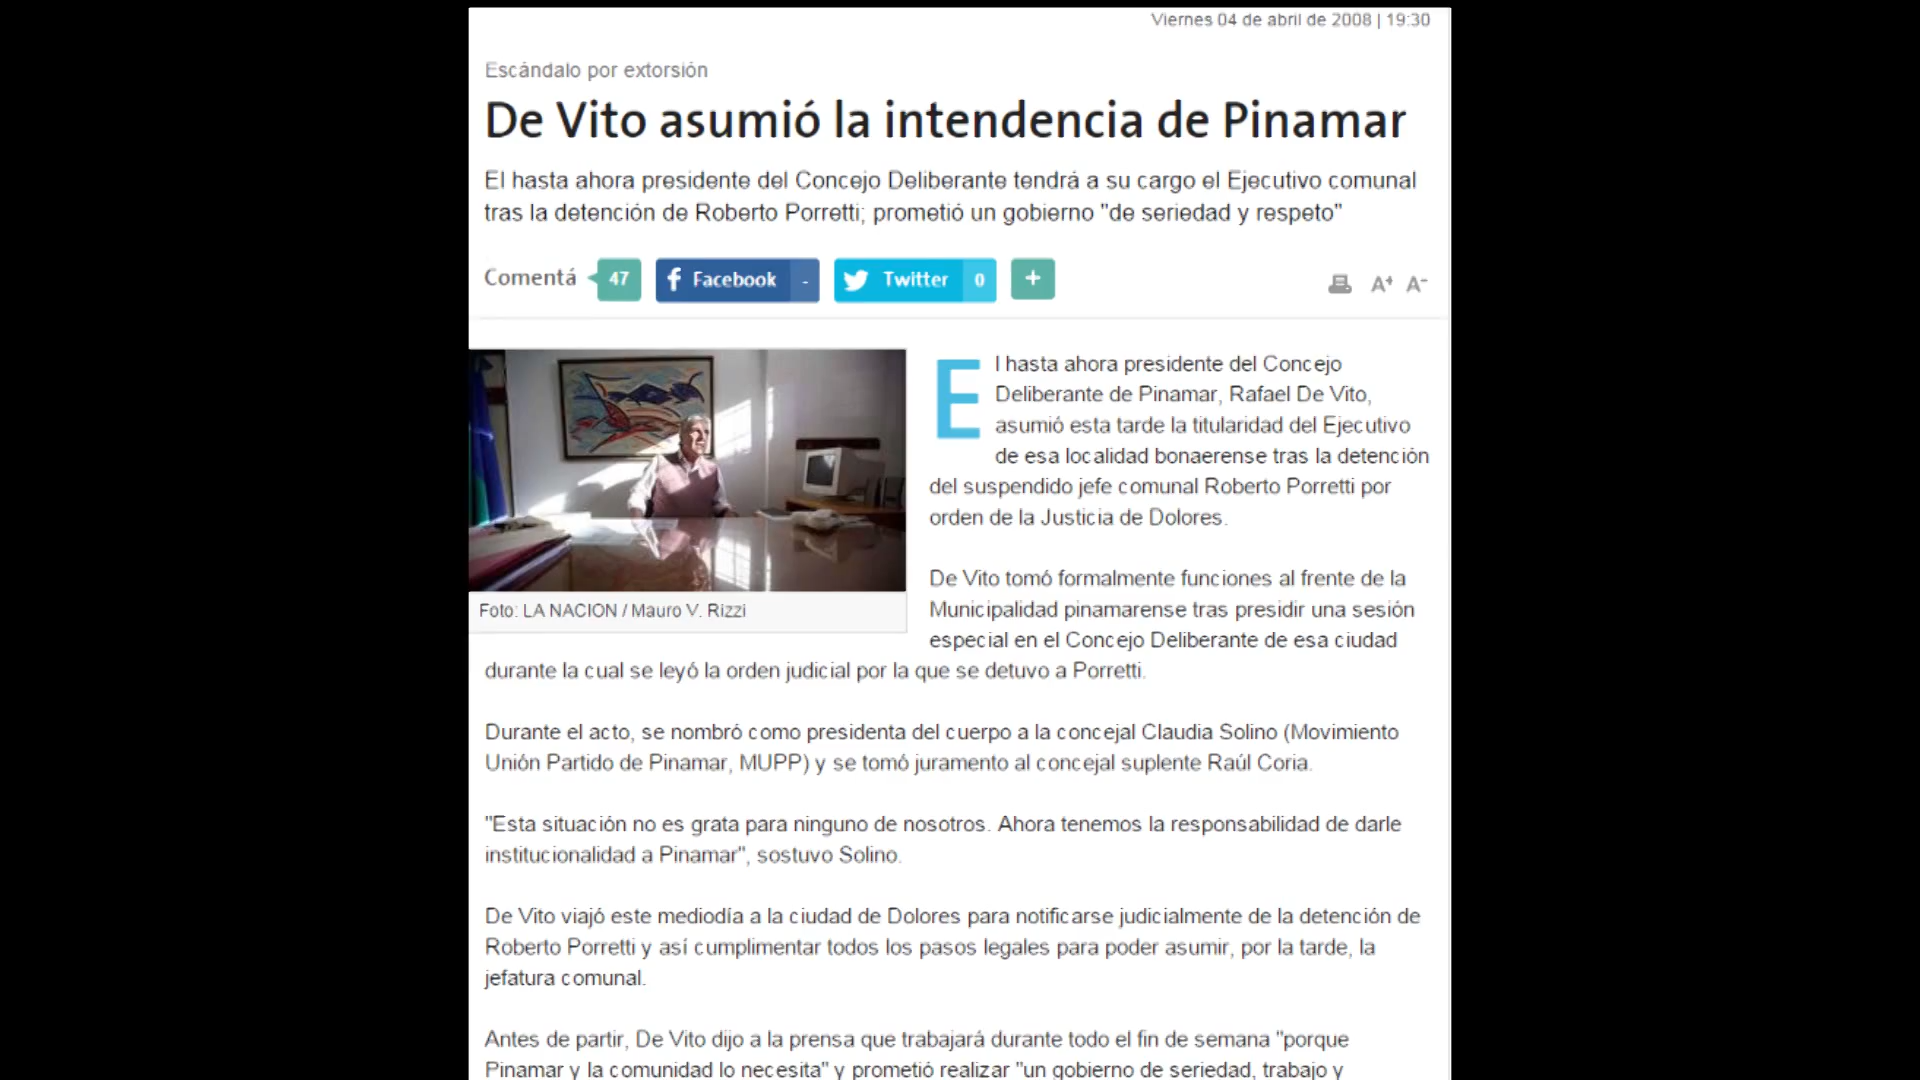 Viernes 04 de abril de 2008 | 19:30
Escándalo por extorsión
De Vito asumió la intendencia de Pinamar
El hasta ahora presidente del Concejo Deliberante tendrá a su cargo el Ejecutivo comunal
tras la detención de Roberto Porretti; prometió un gobierno "de seriedad y respeto"
Comentá 47 Facebook - Twitter 0 + A+ A-
El hasta ahora presidente del Concejo
Deliberante de Pinamar, Rafael De Vito,
asumió esta tarde la titularidad del Ejecutivo
de esa localidad bonaerense tras la detención
del suspendido jefe comunal Roberto Porretti por
orden de la Justicia de Dolores.
De Vito tomó formalmente funciones al frente de la
Foto: LA NACION / Mauro V. Rizzi
Municipalidad pinamarense tras presidir una sesión
especial en el Concejo Deliberante de esa ciudad
durante la cual se leyó la orden judicial por la que se detuvo a Porretti.
Durante el acto, se nombró como presidenta del cuerpo a la concejal Claudia Solino (Movimiento
Unión Partido de Pinamar, MUPP) y se tomó juramento al concejal suplente Raúl Coria.
"Esta situación no es grata para ninguno de nosotros. Ahora tenemos la responsabilidad de darle
institucionalidad a Pinamar", sostuvo Solino.
De Vito viajó este mediodía a la ciudad de Dolores para notificarse judicialmente de la detención de
Roberto Porretti y así cumplimentar todos los pasos legales para poder asumir, por la tarde, la
jefatura comunal.
Antes de partir, De Vito dijo a la prensa que trabajará durante todo el fin de semana "porque
Pinamar y la comunidad lo necesita" y prometió realizar "un gobierno de seriedad, trabajo y